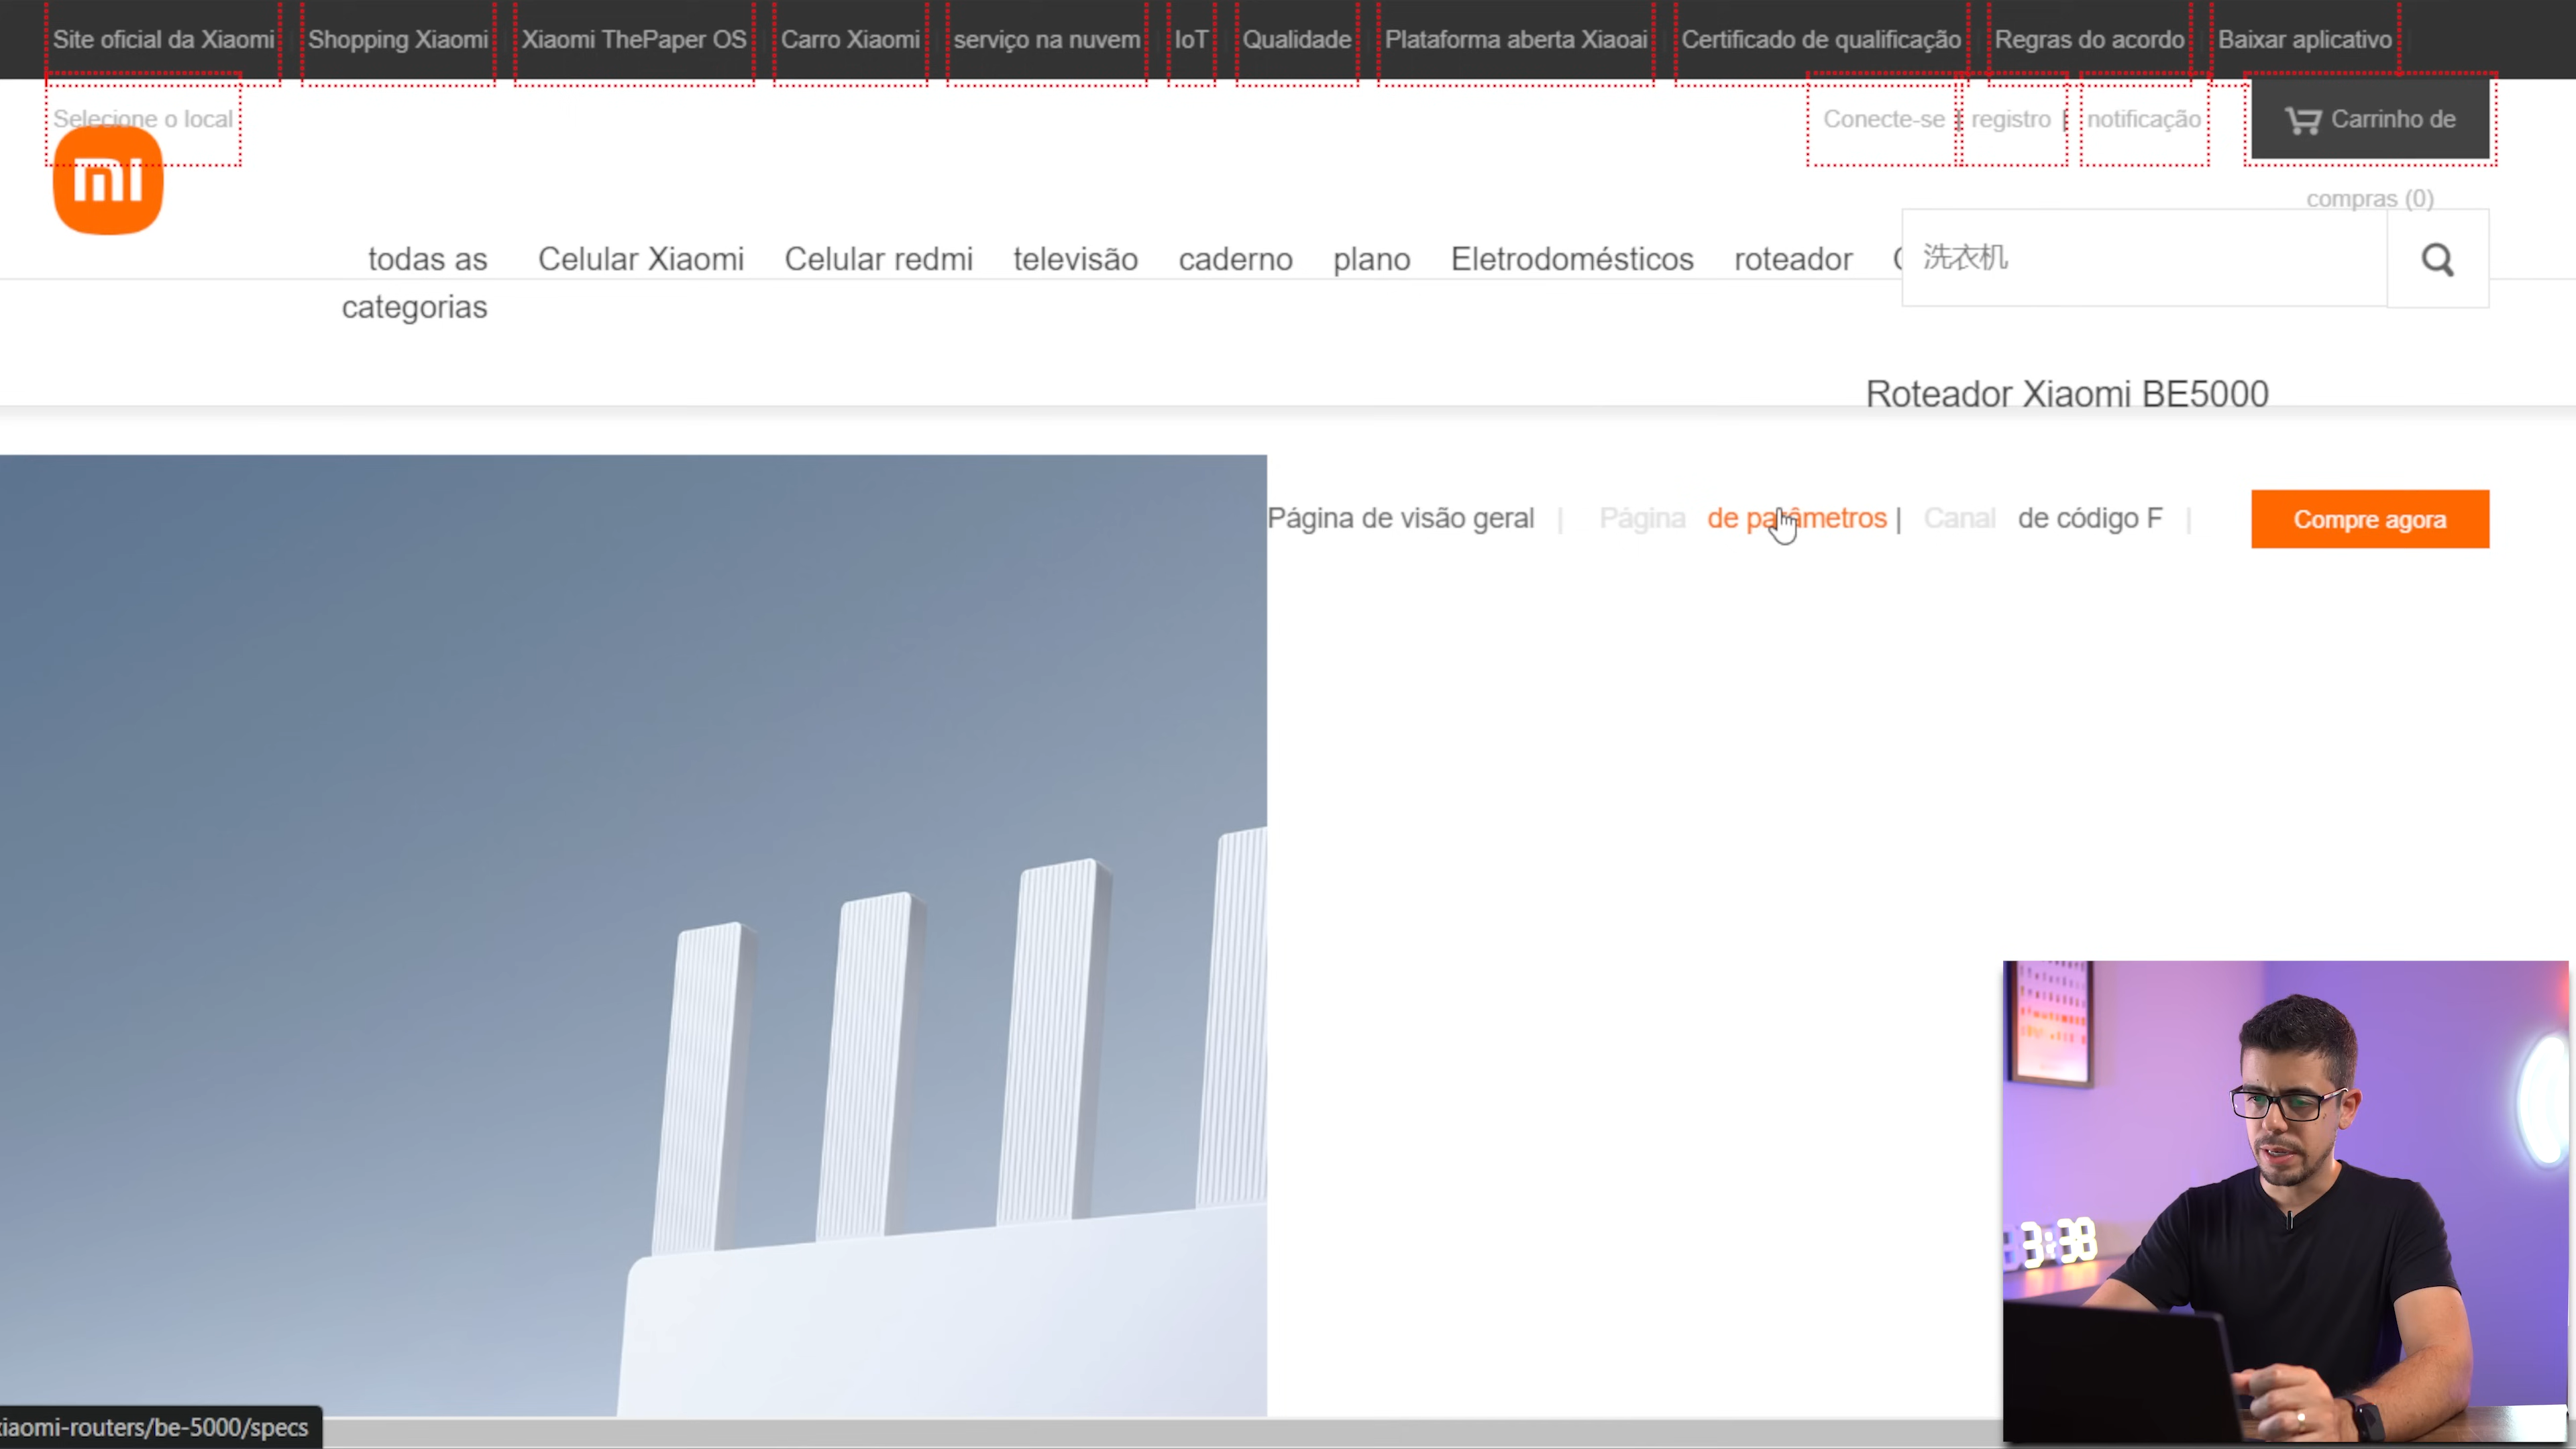 Site oficial da Xiaomi Shopping Xiaomi Xiaomi ThePaper OS Carro Xiaomi serviço na nuvem IoT Qualidade Plataforma aberta Xiaoai Certificado de qualificação Regras do acordo Baixar aplicativo
Selecione o local Conecte-se | registro | notificação Carrinho de
compras (0)
mi
todas as categorias Celular Xiaomi Celular redmi televisão caderno plano Eletrodomésticos roteador 洗衣机
Roteador Xiaomi BE5000
Página de visão geral | Página de parâmetros | Canal de código F | Compre agora
3:38
xiaomi-routers/be-5000/specs